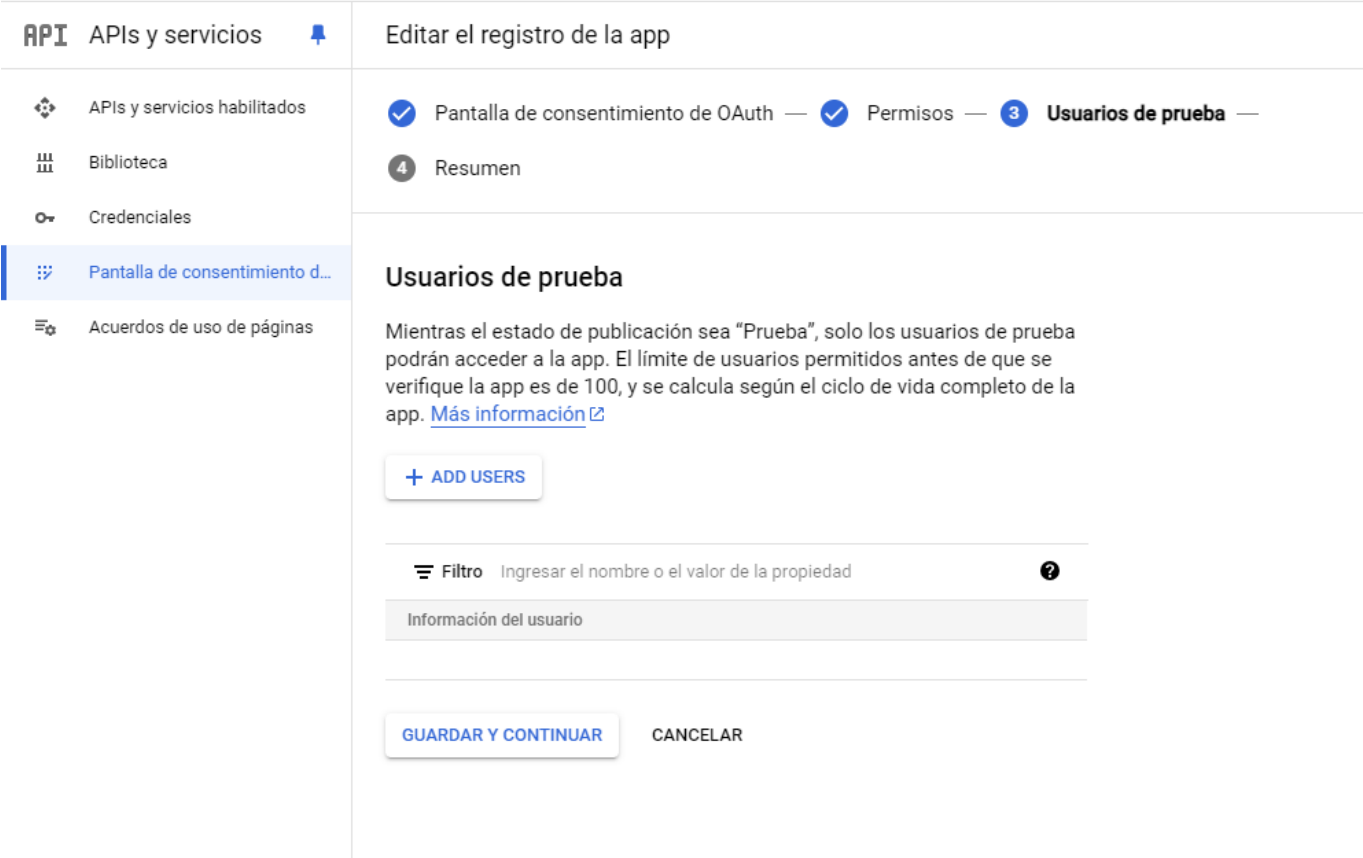 API APIs y servicios
Editar el registro de la app
APIs y servicios habilitados
Biblioteca
Credenciales
Pantalla de consentimiento d...
Acuerdos de uso de páginas
Pantalla de consentimiento de OAuth — Permisos — 3 Usuarios de prueba —
4 Resumen
Usuarios de prueba
Mientras el estado de publicación sea “Prueba”, solo los usuarios de prueba
podrán acceder a la app. El límite de usuarios permitidos antes de que se
verifique la app es de 100, y se calcula según el ciclo de vida completo de la
app. Más información
+ ADD USERS
Filtro Ingresar el nombre o el valor de la propiedad ?
Información del usuario
GUARDAR Y CONTINUAR CANCELAR